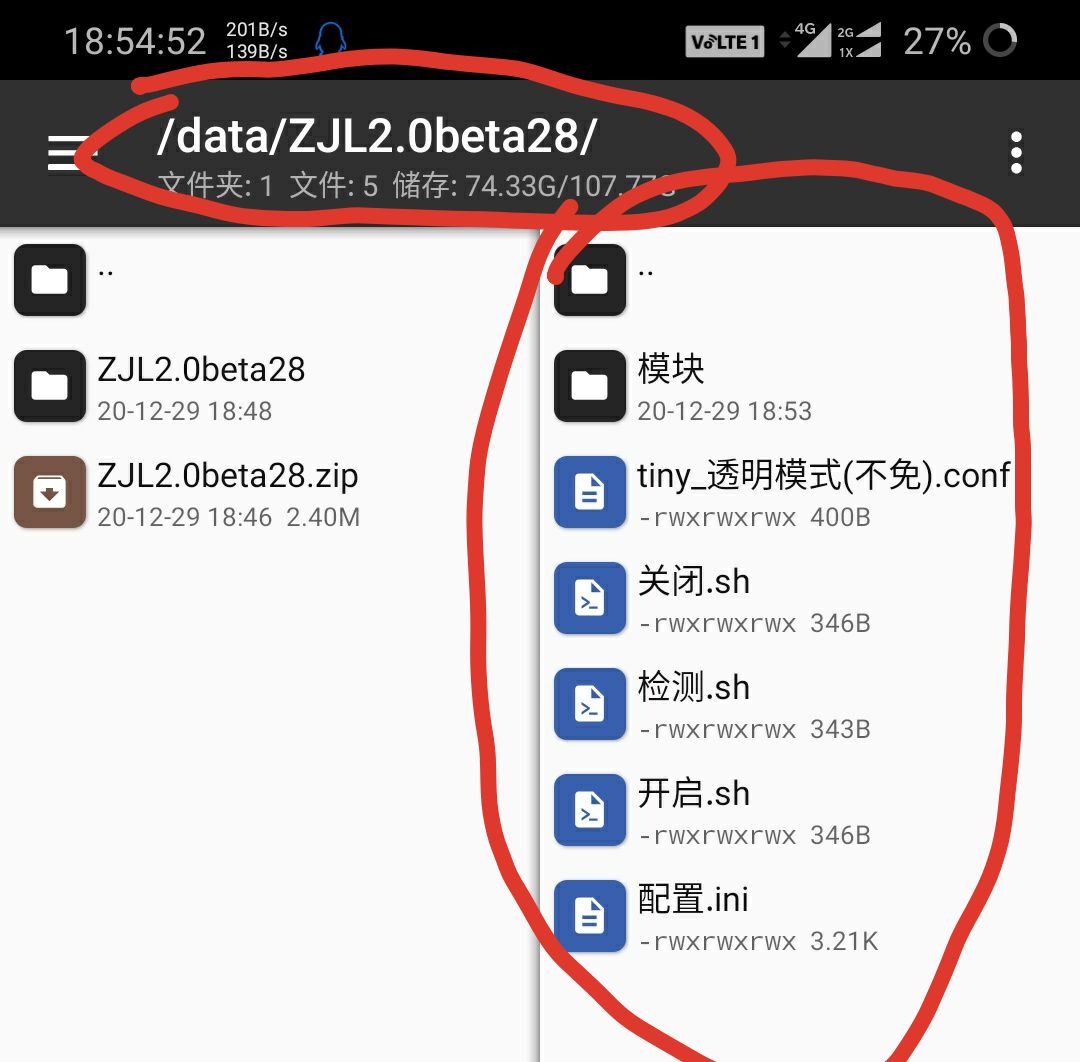 18:54:52
201B/s
139B/s
VoLTE 1
4G
2G
1X
27%
/data/ZJL2.0beta28/
文件夹: 1 文件: 5 储存: 74.33G/107.77G
..
ZJL2.0beta28
20-12-29 18:48
ZJL2.0beta28.zip
20-12-29 18:46 2.40M
..
模块
20-12-29 18:53
tiny_透明模式(不免).conf
-rwxrwxrwx 400B
关闭.sh
-rwxrwxrwx 346B
检测.sh
-rwxrwxrwx 343B
开启.sh
-rwxrwxrwx 346B
配置.ini
-rwxrwxrwx 3.21K